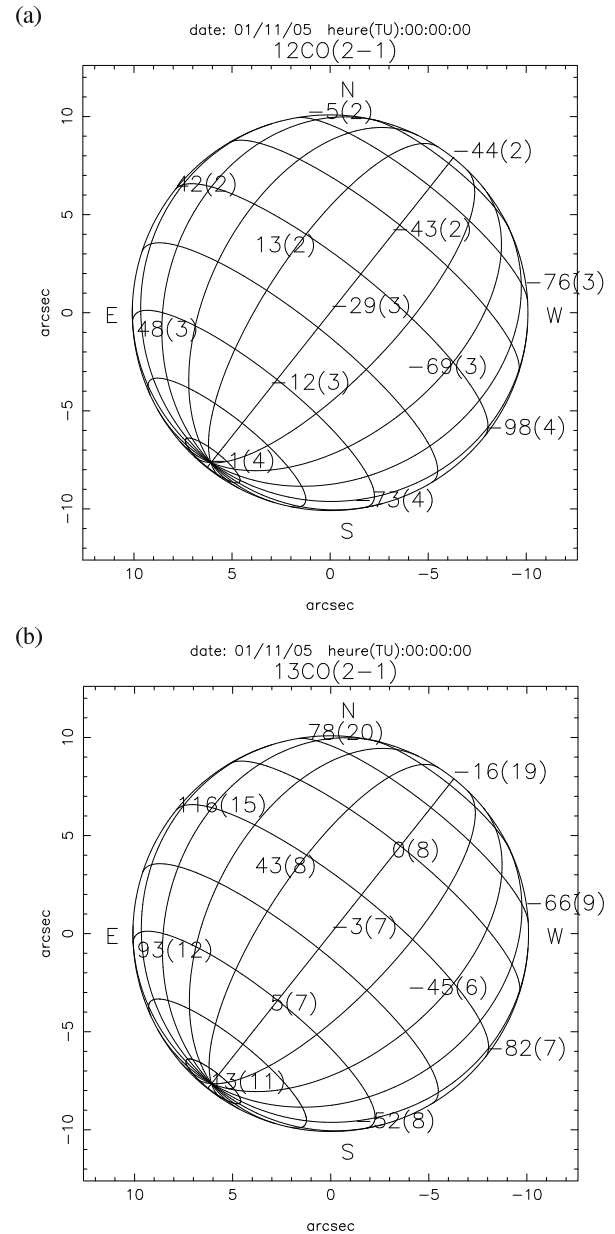 (a)
date: 01/11/05 heure(TU):00:00:00
12CO(2-1)
N
-5(2)
-44(2)
42(2)
-43(2)
13(2)
-76(3)
-29(3)
E
W
48(3)
-69(3)
-12(3)
-98(4)
1(4)
-73(4)
S
10
5
0
-5
-10
arcsec
10 5 0 -5 -10
arcsec
(b)
date: 01/11/05 heure(TU):00:00:00
13CO(2-1)
N
78(20)
-16(19)
116(15)
0(8)
43(8)
-66(9)
-3(7)
E
W
93(12)
-45(6)
5(7)
-82(7)
13(11)
-52(8)
S
10
5
0
-5
-10
arcsec
10 5 0 -5 -10
arcsec